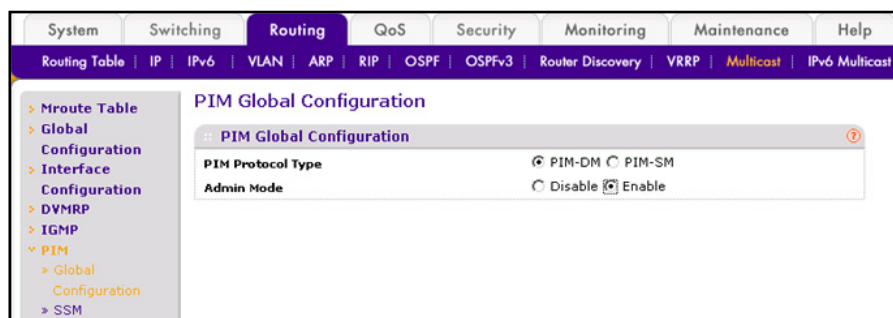 System Switching Routing QoS Security Monitoring Maintenance Help
Routing Table | IP | IPv6 | VLAN | ARP | RIP | OSPF | OSPFv3 | Router Discovery | VRRP | Multicast | IPv6 Multicast
Mroute Table
Global
Configuration
Interface
Configuration
DVMRP
IGMP
PIM
Global
Configuration
SSM
PIM Global Configuration
PIM Global Configuration
PIM Protocol Type PIM-DM PIM-SM
Admin Mode Disable Enable